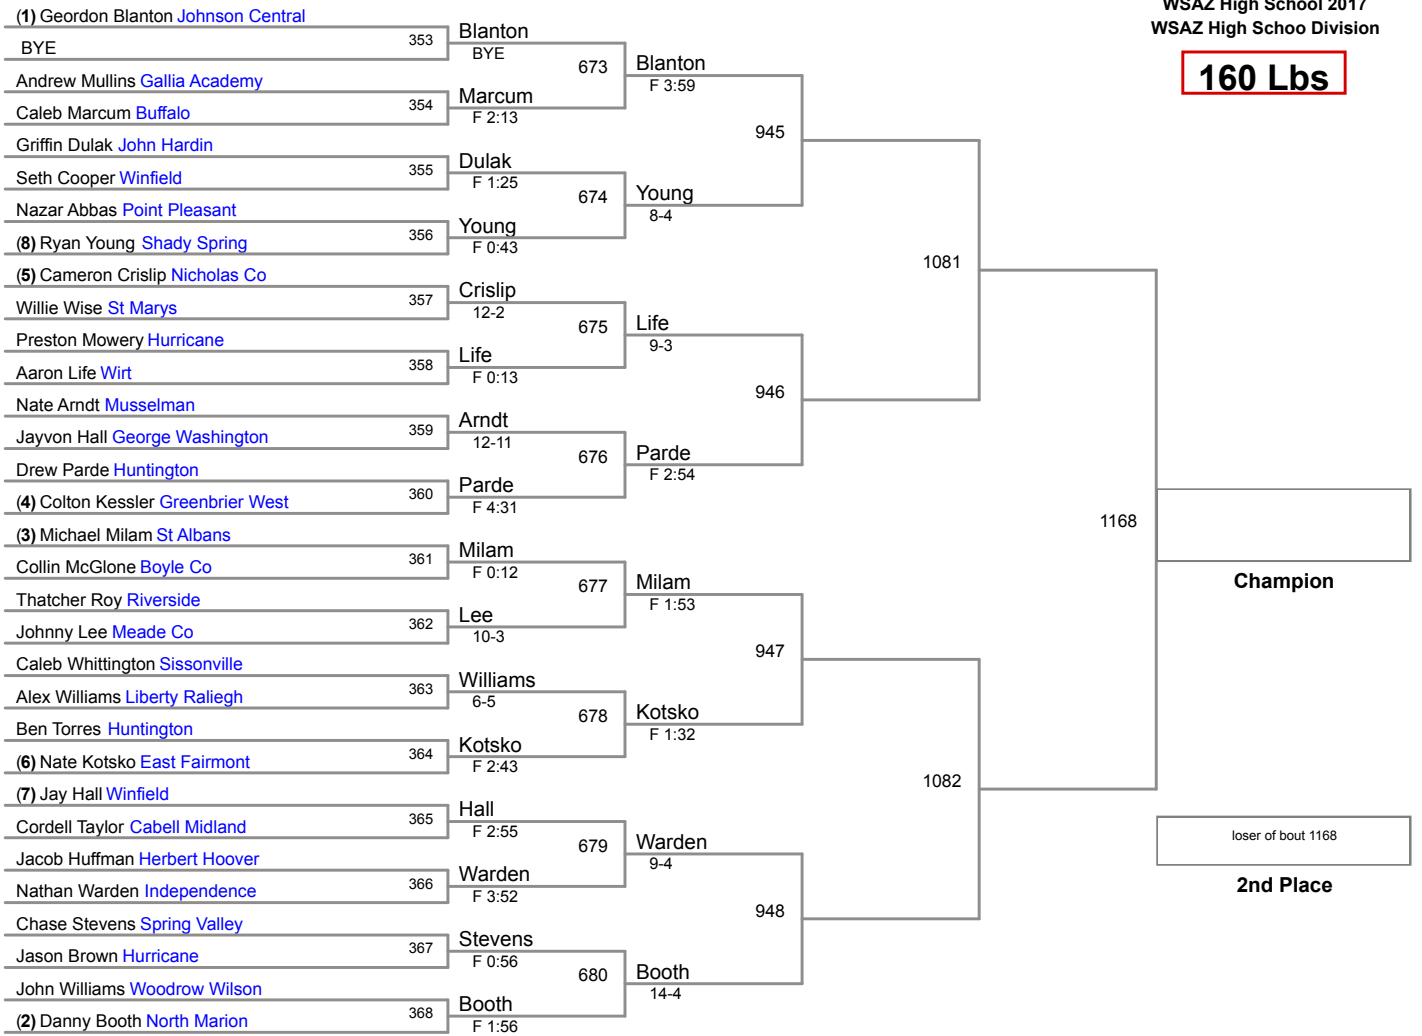 WSAZ High School 2017
WSAZ High Schoo Division
160 Lbs
(1) Geordon Blanton Johnson Central
BYE
353
Andrew Mullins Gallia Academy
Caleb Marcum Buffalo
354
Griffin Dulak John Hardin
Seth Cooper Winfield
355
Nazar Abbas Point Pleasant
(8) Ryan Young Shady Spring
356
(5) Cameron Crislip Nicholas Co
Willie Wise St Marys
357
Preston Mowery Hurricane
Aaron Life Wirt
358
Nate Arndt Musselman
Jayvon Hall George Washington
359
Drew Parde Huntington
(4) Colton Kessler Greenbrier West
360
(3) Michael Milam St Albans
Collin McGlone Boyle Co
361
Thatcher Roy Riverside
Johnny Lee Meade Co
362
Caleb Whittington Sissonville
Alex Williams Liberty Raliegh
363
Ben Torres Huntington
(6) Nate Kotsko East Fairmont
364
(7) Jay Hall Winfield
Cordell Taylor Cabell Midland
365
Jacob Huffman Herbert Hoover
Nathan Warden Independence
366
Chase Stevens Spring Valley
Jason Brown Hurricane
367
John Williams Woodrow Wilson
(2) Danny Booth North Marion
368
Blanton
BYE
673
Marcum
F 2:13
Dulak
F 1:25
674
Young
F 0:43
Crislip
12-2
675
Life
F 0:13
Arndt
12-11
676
Parde
F 4:31
Milam
F 0:12
677
Lee
10-3
Williams
6-5
678
Kotsko
F 2:43
Hall
F 2:55
679
Warden
F 3:52
Stevens
F 0:56
680
Booth
F 1:56
Blanton
F 3:59
945
Young
8-4
Life
9-3
946
Parde
F 2:54
Milam
F 1:53
947
Kotsko
F 1:32
Warden
9-4
948
Booth
14-4
1081
1082
1168
Champion
loser of bout 1168
2nd Place